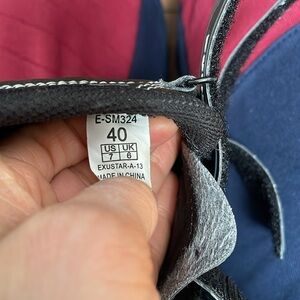 E-SM324
40
US UK
7 6
EXUSTAR-A-13
MADE IN CHINA